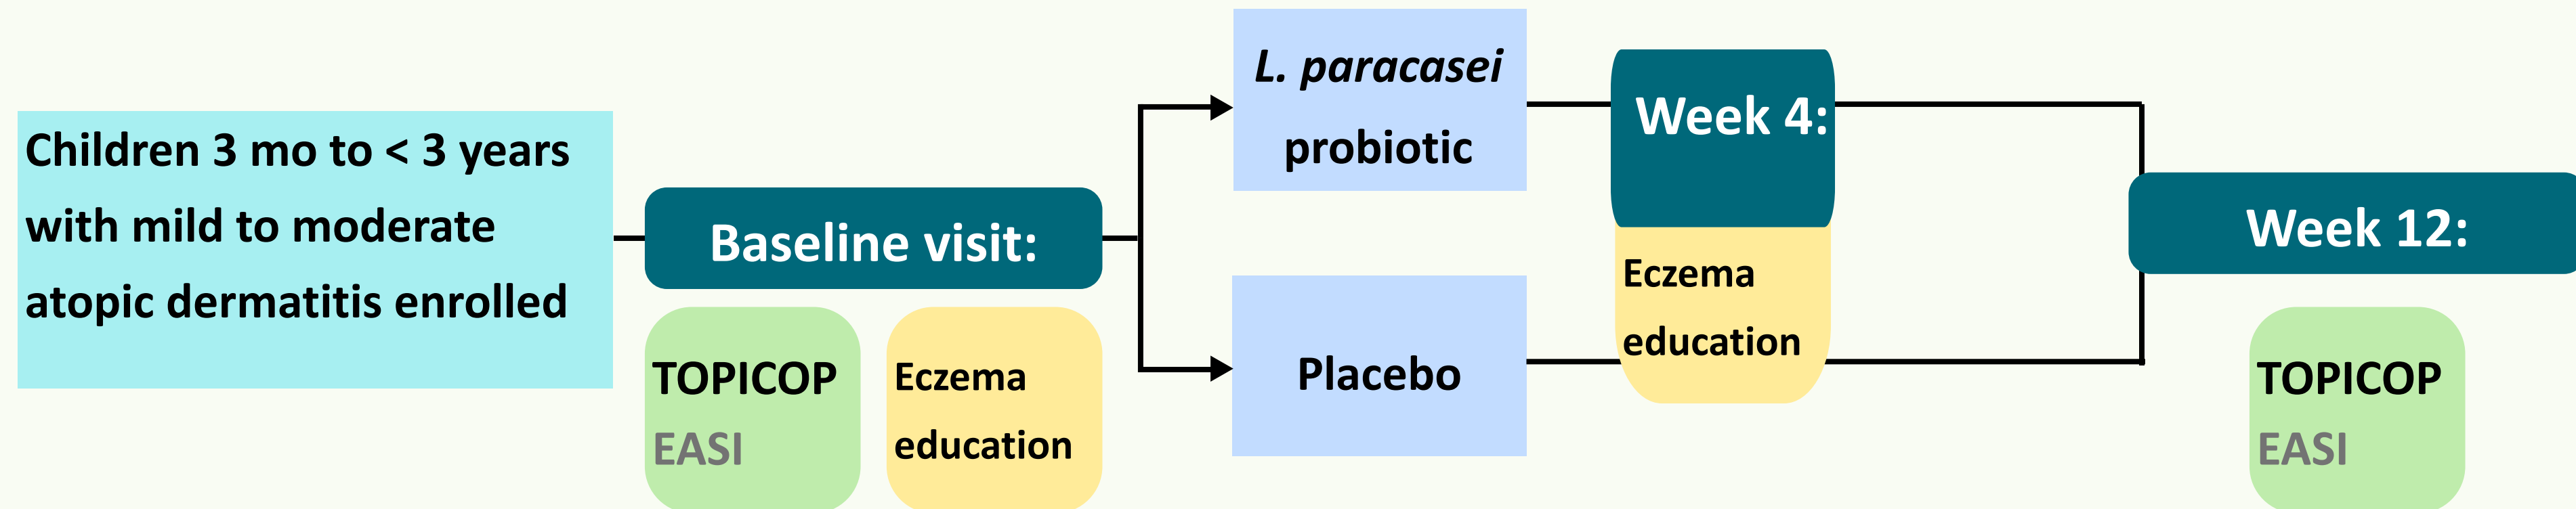 Children 3 mo to < 3 years
with mild to moderate
atopic dermatitis enrolled
Baseline visit:
TOPICOP
EASI
Eczema
education
L. paracasei
probiotic
Placebo
Week 4:
Eczema
education
Week 12:
TOPICOP
EASI